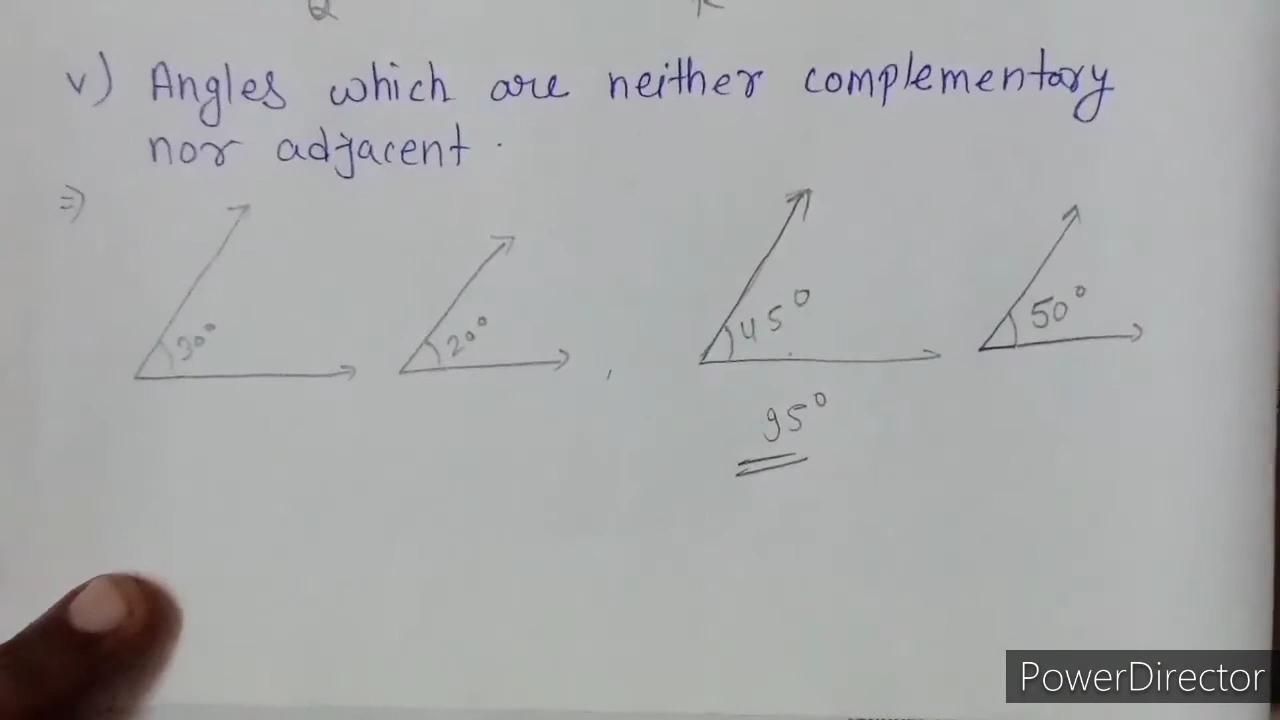 v) Angles which are neither complementary
nor adjacent.
⇒
30° 20° , 45° 50°
95°
PowerDirector